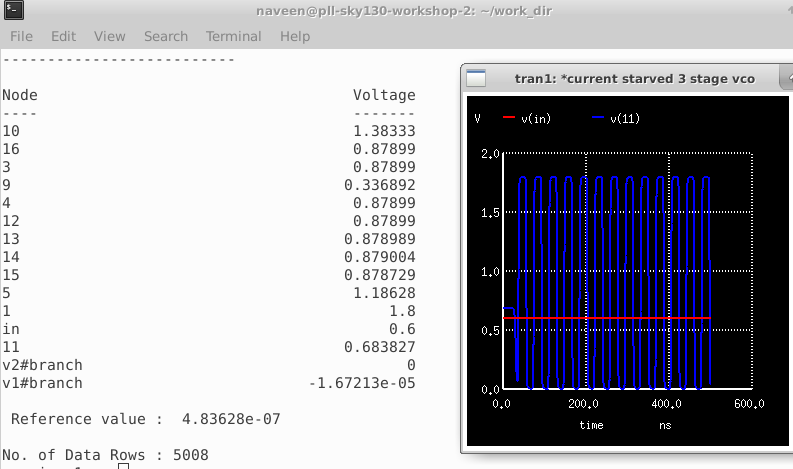 naveen@pll-sky130-workshop-2: ~/work_dir
File Edit View Search Terminal Help
--------------------------
Node Voltage
---- -------
10 1.38333
16 0.87899
3 0.87899
9 0.336892
4 0.87899
12 0.87899
13 0.878989
14 0.879004
15 0.878729
5 1.18628
1 1.8
in 0.6
11 0.683827
v2#branch 0
v1#branch -1.67213e-05
Reference value : 4.83628e-07
No. of Data Rows : 5008
tran1: *current starved 3 stage vco
V v(in) v(11)
2.0
1.5
1.0
0.5
0.0
0.0 200.0 400.0 600.0
time ns